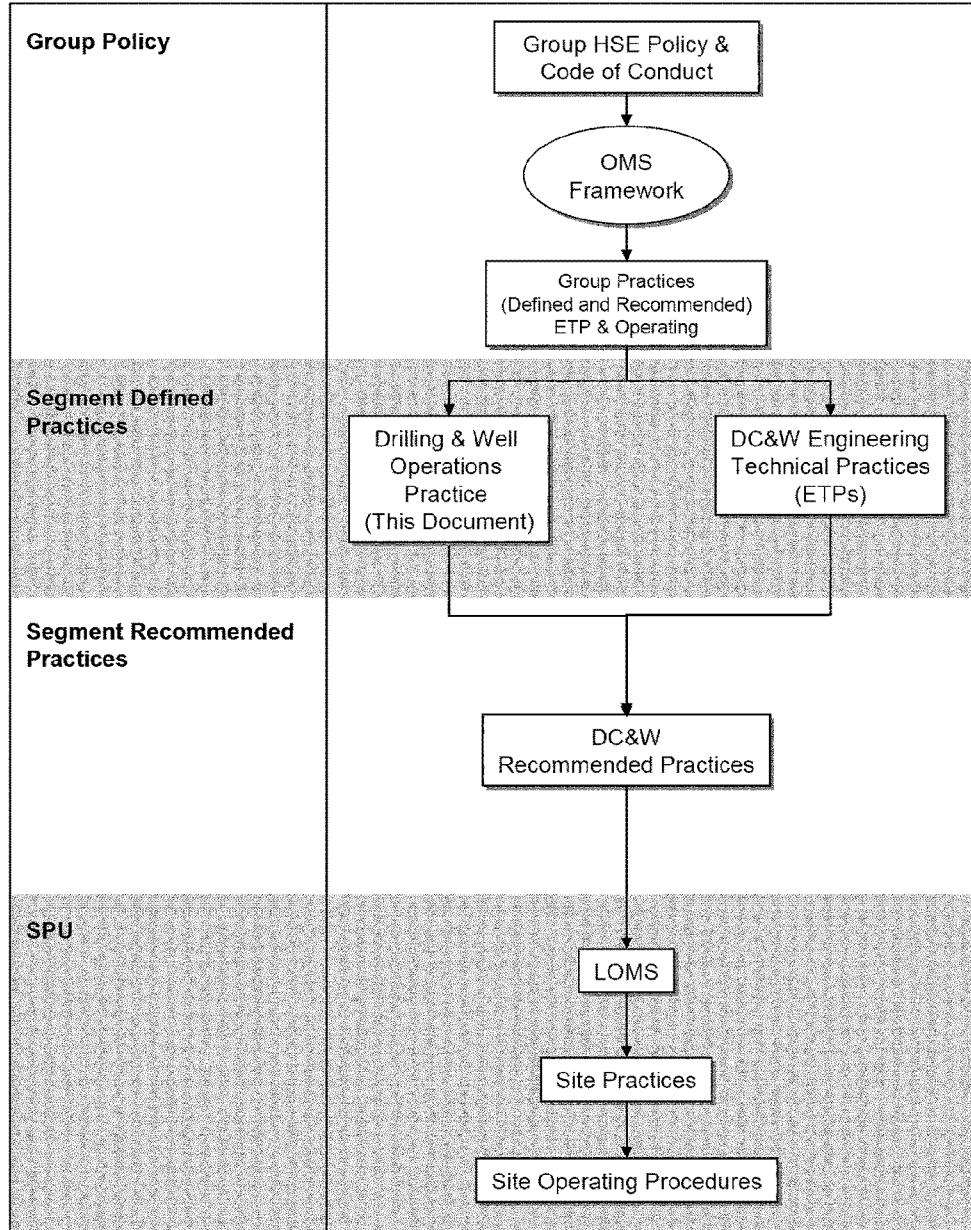 Group Policy
Group HSE Policy &
Code of Conduct
OMS
Framework
Group Practices
(Defined and Recommended)
ETP & Operating
Segment Defined
Practices
Drilling & Well
Operations
Practice
(This Document)
DC&W Engineering
Technical Practices
(ETPs)
Segment Recommended
Practices
DC&W
Recommended Practices
SPU
LOMS
Site Practices
Site Operating Procedures